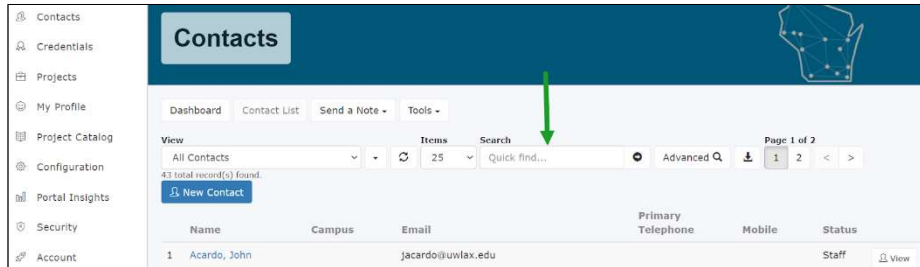 Contacts
Credentials
Projects
My Profile
Project Catalog
Configuration
Portal Insights
Security
Account
Contacts
Dashboard Contact List Send a Note Tools
View Items Search Page 1 of 2
All Contacts 25 Quick find... Advanced 1 2 < >
43 total record(s) found.
New Contact
Name Campus Email Primary Telephone Mobile Status
1 Acardo, John jacardo@uwlax.edu Staff View